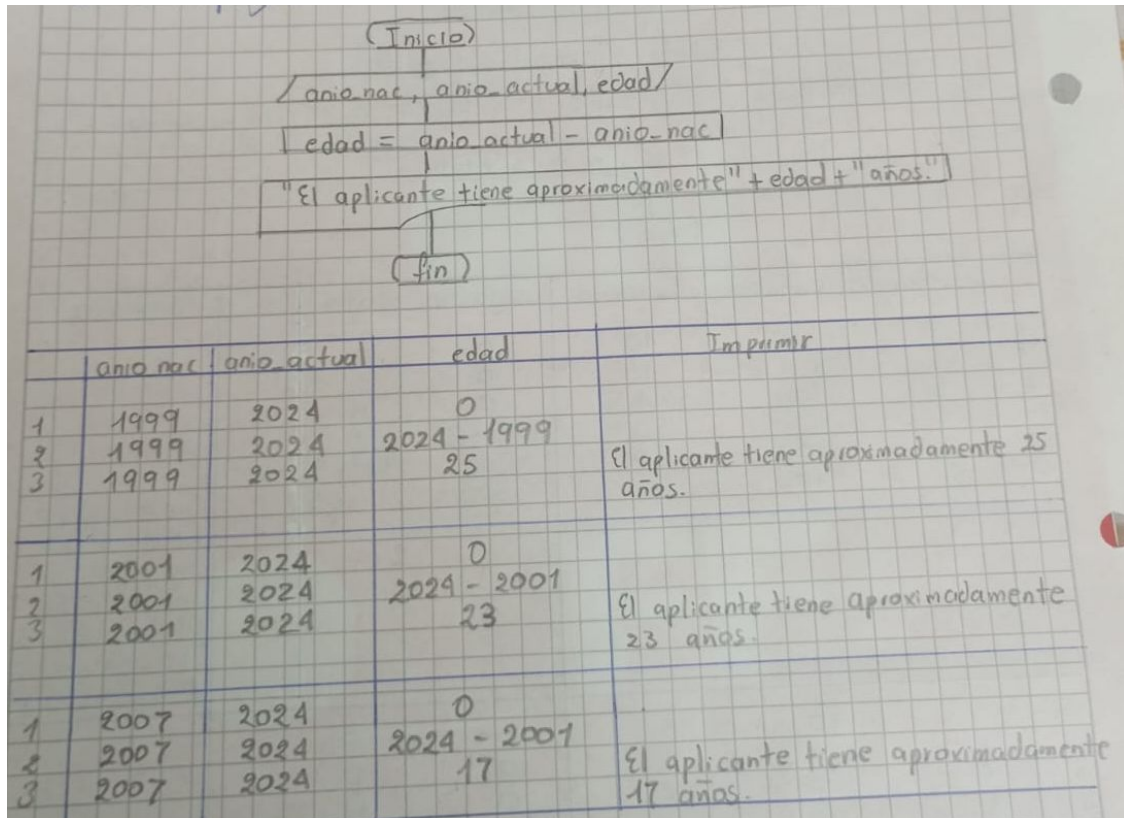 Inicio
anio_nac, anio_actual, edad
edad = anio_actual - anio_nac
"El aplicante tiene aproximadamente" + edad + "años."
fin
anio nac anio_actual edad Imprimir
1 1999 2024 0
2 1999 2024 2024 - 1999
3 1999 2024 25 El aplicante tiene aproximadamente 25
años.
1 2001 2024 0
2 2001 2024 2024 - 2001
3 2001 2024 23 El aplicante tiene aproximadamente
23 años.
1 2007 2024 0
2 2007 2024 2024 - 2001
3 2007 2024 17 El aplicante tiene aproximadamente
17 años.